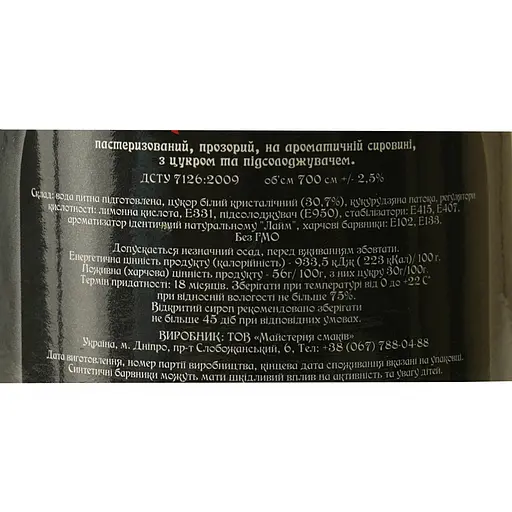 пастеризований, прозорий, на ароматичній сировині,
з цукром та підсолоджувачем.
ДСТУ 7126:2009 об'єм 700 см +/- 2,5%
Склад: вода питна підготовлена, цукор білий кристалічний (30,7%), кукурудзяна патока, регулятори
кислотності: лимонна кислота, Е331, підсолоджувач (Е950), стабілізатори: Е415, Е407,
ароматизатор ідентичний натуральному "Лайм", харчові барвники: Е102, Е133.
Без ГМО
Допускається незначний осад, перед вживанням збовтати.
Енергетична цінність продукту (калорійність) - 933,5 кДж ( 223 кКал)/ 100 г.
Поживна (харчова) цінність продукту - 56г/ 100г, з них цукру 30г/100г.
Термін придатності: 18 місяців. Зберігати при температурі від 0 до +22 С°
при відносній вологості не більше 75%.
Відкритий сироп рекомендовано зберігати
не більше 45 діб при відповідних умовах.
ВИРОБНИК: ТОВ «Майстерня смаків»
Україна, м. Дніпро, пр-т Слобожанський, 6, Тел: +38 (067) 788-04-88
Дата виготовлення, номер партії виробництва, кінцева дата споживання вказані на упаковці.
Синтетичні барвники можуть мати шкідливий вплив на активність та увагу дітей.